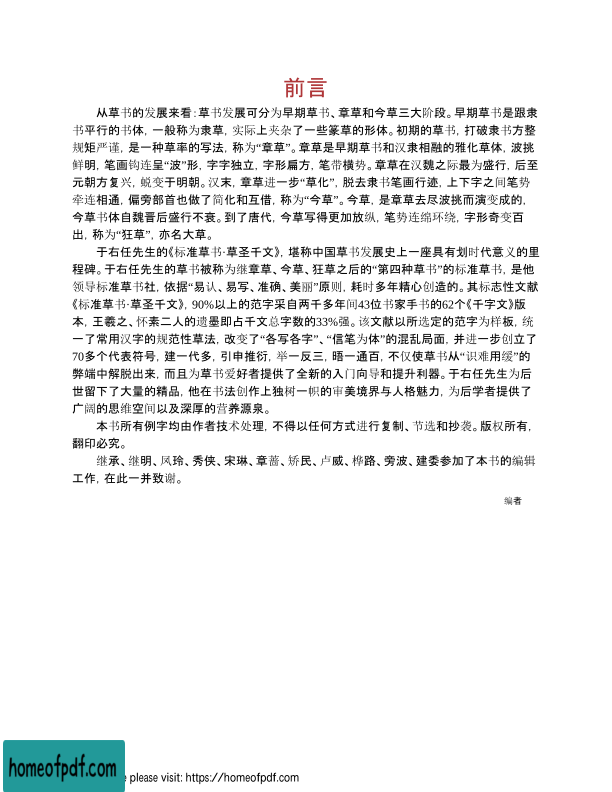 前言
从草书的发展来看：草书发展可分为早期草书、章草和今草三大阶段。早期草书是跟隶
书平行的书体，一般称为隶草，实际上夹杂了一些篆草的形体。初期的草书，打破隶书方整
规矩严谨，是一种草率的写法，称为“章草”。章草是早期草书和汉隶相融的雅化草体，波挑
鲜明，笔画钩连呈“波”形，字字独立，字形扁方，笔带横势。章草在汉魏之际最为盛行，后至
元朝方复兴，蜕变于明朝。汉末，章草进一步“草化”，脱去隶书笔画行迹，上下字之间笔势
牵连相通，偏旁部首也做了简化和互借，称为“今草”。今草，是章草去尽波挑而演变成的，
今草书体自魏晋后盛行不衰。到了唐代，今草写得更加放纵，笔势连绵环绕，字形奇变百
出，称为“狂草”，亦名大草。
于右任先生的《标准草书·草圣千文》，堪称中国草书发展史上一座具有划时代意义的里
程碑。于右任先生的草书被称为继章草、今草、狂草之后的“第四种草书”的标准草书，是他
领导标准草书社，依据“易认、易写、准确、美丽”原则，耗时多年精心创造的。其标志性文献
《标准草书·草圣千文》，90%以上的范字采自两千多年间43位书家手书的62个《千字文》版
本，王羲之、怀素二人的遗墨即占千文总字数的33%强。该文献以所选定的范字为样板，统
一了常用汉字的规范性草法，改变了“各写各字”、“信笔为体”的混乱局面，并进一步创立了
70多个代表符号，建一代多，引申推衍，举一反三，晤一通百，不仅使草书从“识难用缓”的
弊端中解脱出来，而且为草书爱好者提供了全新的入门向导和提升利器。于右任先生为后
世留下了大量的精品，他在书法创作上独树一帜的审美境界与人格魅力，为后学者提供了
广阔的思维空间以及深厚的营养源泉。
本书所有例字均由作者技术处理，不得以任何方式进行复制、节选和抄袭。版权所有，
翻印必究。
继承、继明、凤玲、秀侠、宋琳、章蔷、矫民、卢威、桦路、旁波、建委参加了本书的编辑
工作，在此一并致谢。
编者
homeofpdf.com
please visit: https://homeofpdf.com